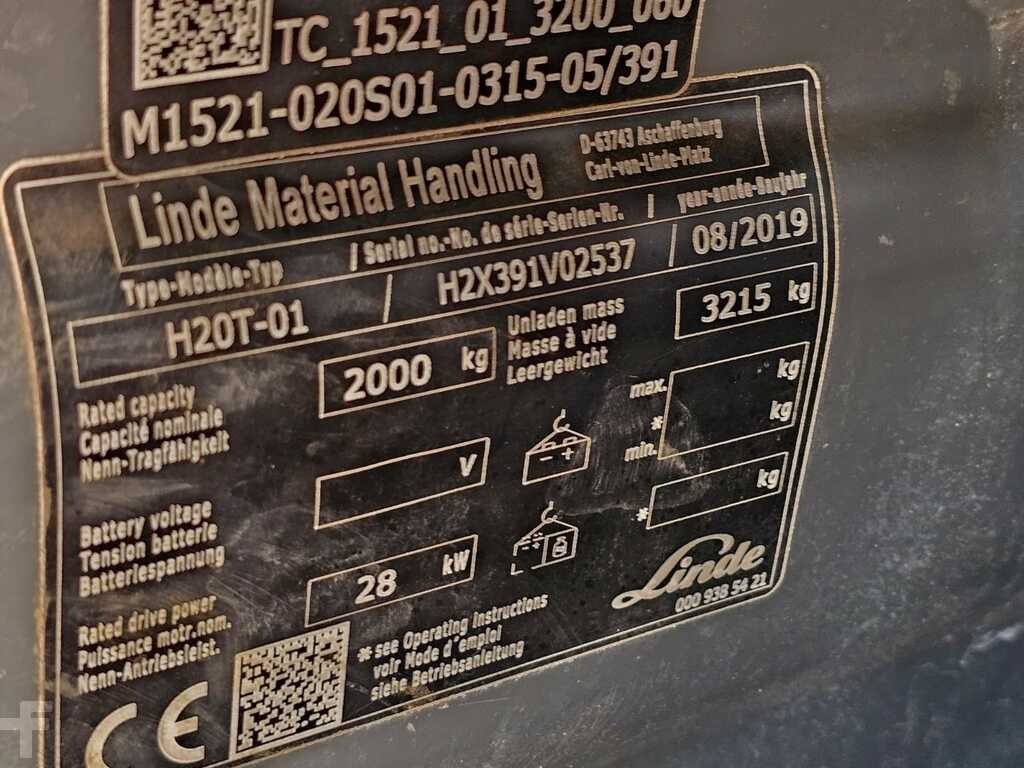 TC_1521_01_3200_060
M1521-020S01-0315-05/391
Linde Material Handling
D-63743 Aschaffenburg
Carl-von-Linde-Platz
Type-Modèle-Typ / Serial no.-No. de série-Serien-Nr. / year-année-Baujahr
H20T-01 / H2X391V02537 / 08/2019
Rated capacity
Capacité nominale
Nenn-Tragfähigkeit
2000 kg
Unladen mass
Masse à vide
Leergewicht
3215 kg
Battery voltage
Tension batterie
Batteriespannung
V
- +
max. kg
* kg
min.
* kg
Rated drive power
Puissance motr.nom.
Nenn-Antriebsleist.
28 kW
*see Operating Instructions
voir Mode d'emploi
siehe Betriebsanleitung
Linde
000 938 54 21
CE